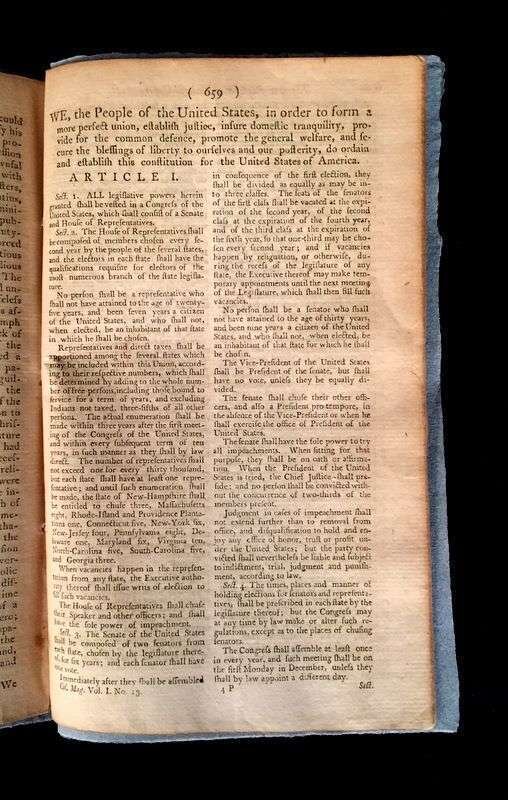 ( 659 )
WE, the People of the United States, in order to form a
more perfect union, eſtabliſh juſtice, inſure domeſtic tranquility, pro-
vide for the common defence, promote the general welfare, and ſe-
cure the bleſſings of liberty to ourſelves and our poſterity, do ordain
and eſtabliſh this conſtitution for the United States of America.
ARTICLE I.
Sect. 1. ALL legiſlative powers herein
granted ſhall be veſted in a Congreſs of the
United States, which ſhall conſiſt of a Senate
and Houſe of Repreſentatives.
Sect. 2. The Houſe of Repreſentatives ſhall
be compoſed of members choſen every ſe-
cond year by the people of the ſeveral ſtates,
and the electors in each ſtate ſhall have the
qualifications requiſite for electors of the
moſt numerous branch of the ſtate legiſla-
ture.
No perſon ſhall be a repreſentative who
ſhall not have attained to the age of twenty-
five years, and been ſeven years a citizen
of the United States, and who ſhall not,
when elected, be an inhabitant of that ſtate
in which he ſhall be choſen.
Repreſentatives and direct taxes ſhall be
apportioned among the ſeveral ſtates which
may be included within this Union, accord-
ing to their reſpective numbers, which ſhall
be determined by adding to the whole num-
ber of free perſons, including thoſe bound to
ſervice for a term of years, and excluding
Indians not taxed, three-fifths of all other
perſons. The actual enumeration ſhall be
made within three years after the firſt meet-
ing of the Congreſs of the United States,
and within every ſubſequent term of ten
years, in ſuch manner as they ſhall by law
direct. The number of repreſentatives ſhall
not exceed one for every thirty thouſand,
but each ſtate ſhall have at leaſt one repre-
ſentative; and until ſuch enumeration ſhall
be made, the ſtate of New-Hampſhire ſhall
be entitled to chuſe three, Maſſachuſetts
eight, Rhode-Iſland and Providence Planta-
tions one, Connecticut five, New-York ſix,
New-Jerſey four, Pennſylvania eight, De-
laware one, Maryland ſix, Virginia ten,
North-Carolina five, South-Carolina five,
and Georgia three.
When vacancies happen in the repreſen-
tation from any ſtate, the Executive autho-
rity thereof ſhall iſſue writs of election to
fill ſuch vacancies.
The Houſe of Repreſentatives ſhall chuſe
their Speaker and other officers; and ſhall
have the ſole power of impeachment.
Sect. 3. The Senate of the United States
ſhall be compoſed of two ſenators from
each ſtate, choſen by the legiſlature there-
of, for ſix years; and each ſenator ſhall have
one vote.
Immediately after they ſhall be aſſembled
Col. Mag. Vol. I. No. 13.
in conſequence of the firſt election, they
ſhall be divided as equally as may be in-
to three claſſes. The ſeats of the ſenators
of the firſt claſs ſhall be vacated at the expi-
ration of the ſecond year, of the ſecond
claſs at the expiration of the fourth year,
and of the third claſs at the expiration of
the ſixth year, ſo that one-third may be cho-
ſen every ſecond year; and if vacancies
happen by reſignation, or otherwiſe, du-
ring the receſs of the legiſlature of any
ſtate, the Executive thereof may make tem-
porary appointments until the next meeting
of the Legiſlature, which ſhall then fill ſuch
vacancies.
No perſon ſhall be a ſenator who ſhall
not have attained to the age of thirty years,
and been nine years a citizen of the United
States, and who ſhall not, when elected, be
an inhabitant of that ſtate for which he ſhall
be choſen.
The Vice-Preſident of the United States
ſhall be Preſident of the ſenate, but ſhall
have no vote, unleſs they be equally di-
vided.
The ſenate ſhall chuſe their other offi-
cers, and alſo a Preſident pro tempore, in
the abſence of the Vice-Preſident or when he
ſhall exerciſe the office of Preſident of the
United States.
The ſenate ſhall have the ſole power to try
all impeachments. When ſitting for that
purpoſe, they ſhall be on oath or affirma-
tion. When the Preſident of the United
States is tried, the Chief Juſtice ſhall pre-
ſide: and no perſon ſhall be convicted with-
out the concurrence of two-thirds of the
members preſent.
Judgment in caſes of impeachment ſhall
not extend further than to removal from
office, and diſqualification to hold and en-
joy any office of honor, truſt or profit un-
der the United States; but the party con-
victed ſhall nevertheleſs be liable and ſubject
to indictment, trial, judgment and puniſh-
ment, according to law.
Sect. 4. The times, places and manner of
holding elections for ſenators and repreſenta-
tives, ſhall be preſcribed in each ſtate by the
legiſlature thereof; but the Congreſs may
at any time by law make or alter ſuch re-
gulations, except as to the places of chuſing
ſenators.
The Congreſs ſhall aſſemble at leaſt once
in every year, and ſuch meeting ſhall be on
the firſt Monday in December, unleſs they
ſhall by law appoint a different day.
4 P
Sect.